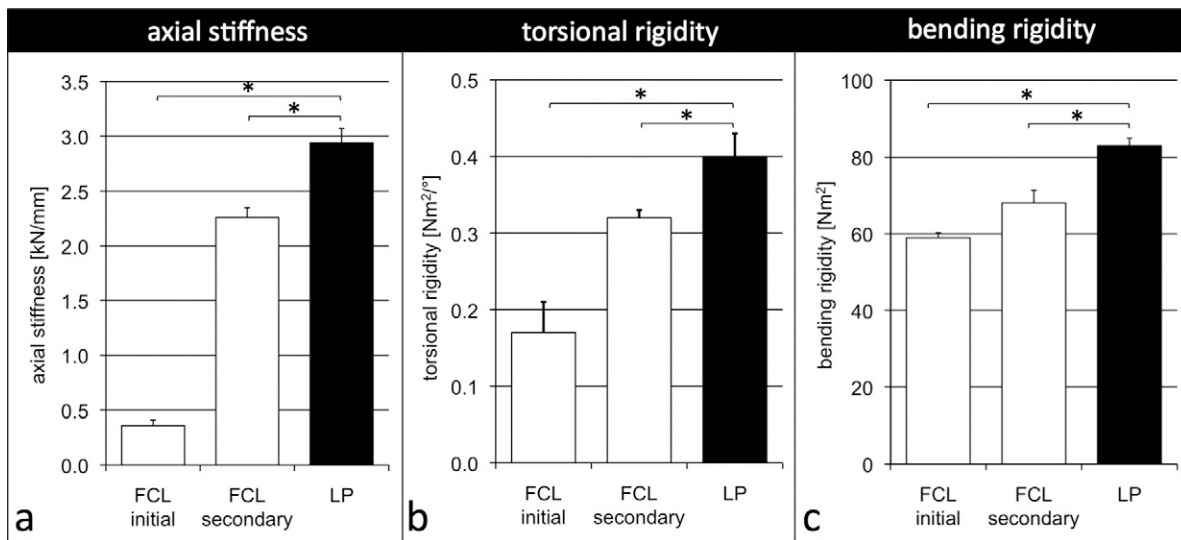 axial stiffness
torsional rigidity
bending rigidity
axial stiffness [kN/mm]
3.5
3.0
2.5
2.0
1.5
1.0
0.5
0.0
*
*
FCL
initial
FCL
secondary
LP
a
torsional rigidity [Nm²/°]
0.5
0.4
0.3
0.2
0.1
0.0
*
*
FCL
initial
FCL
secondary
LP
b
bending rigidity [Nm²]
100
80
60
40
20
0
*
*
FCL
initial
FCL
secondary
LP
c